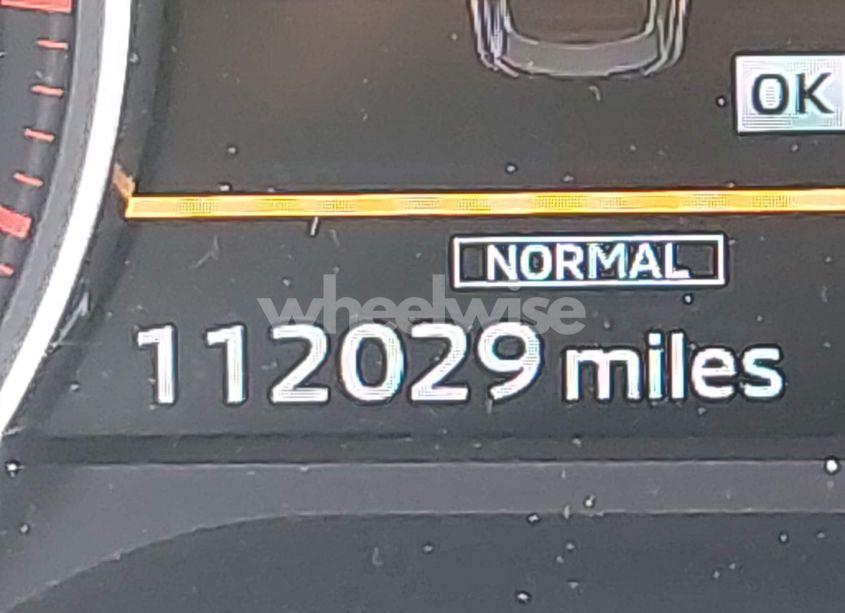 OK
NORMAL
wheelwise
112029 miles